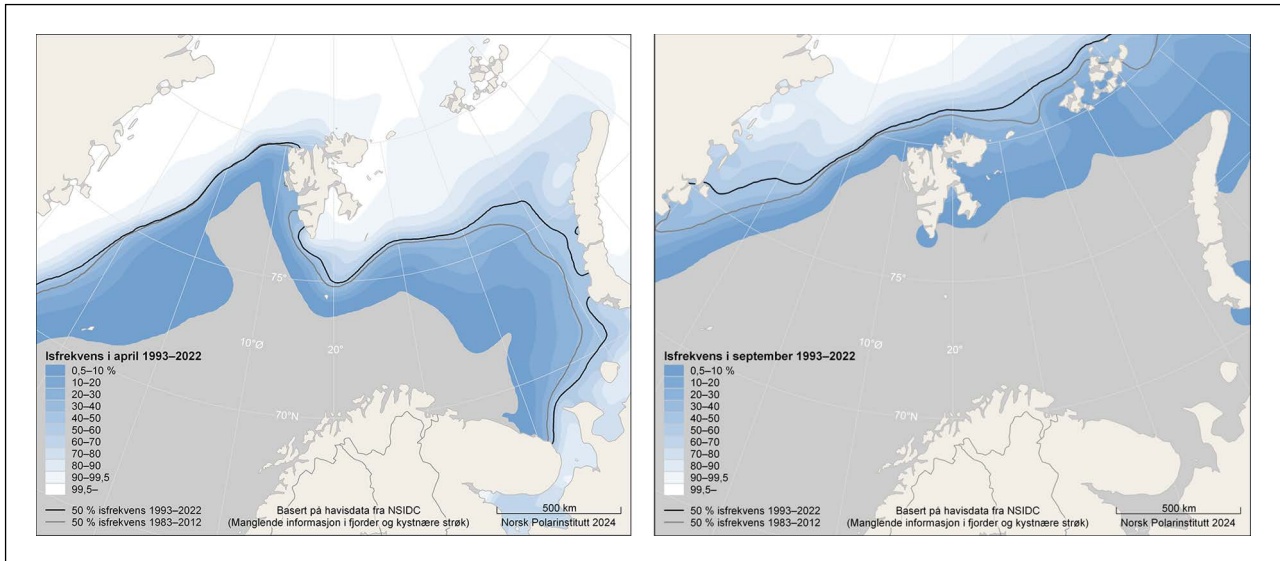 75°
10°Ø
20°
70°N
Isfrekvens i april 1993–2022
0,5–10 %
10–20
20–30
30–40
40–50
50–60
60–70
70–80
80–90
90–99,5
99,5–
50 % isfrekvens 1993–2022
50 % isfrekvens 1983–2012
Basert på havisdata fra NSIDC
(Manglende informasjon i fjorder og kystnære strøk)
500 km
Norsk Polarinstitutt 2024
75°
10°Ø
20°
70°N
Isfrekvens i september 1993–2022
0,5–10 %
10–20
20–30
30–40
40–50
50–60
60–70
70–80
80–90
90–99,5
99,5–
50 % isfrekvens 1993–2022
50 % isfrekvens 1983–2012
Basert på havisdata fra NSIDC
(Manglende informasjon i fjorder og kystnære strøk)
500 km
Norsk Polarinstitutt 2024